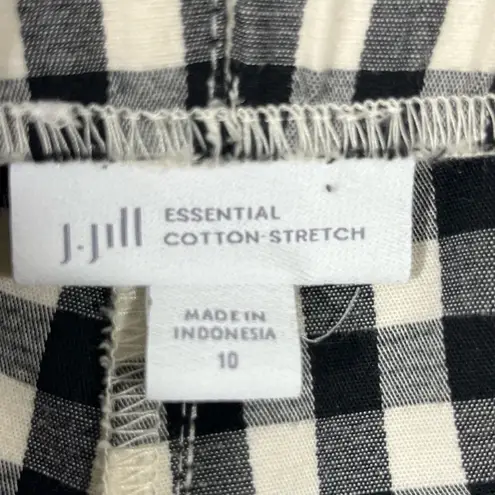 J.Jill
ESSENTIAL
COTTON-STRETCH
MADE IN
INDONESIA
10